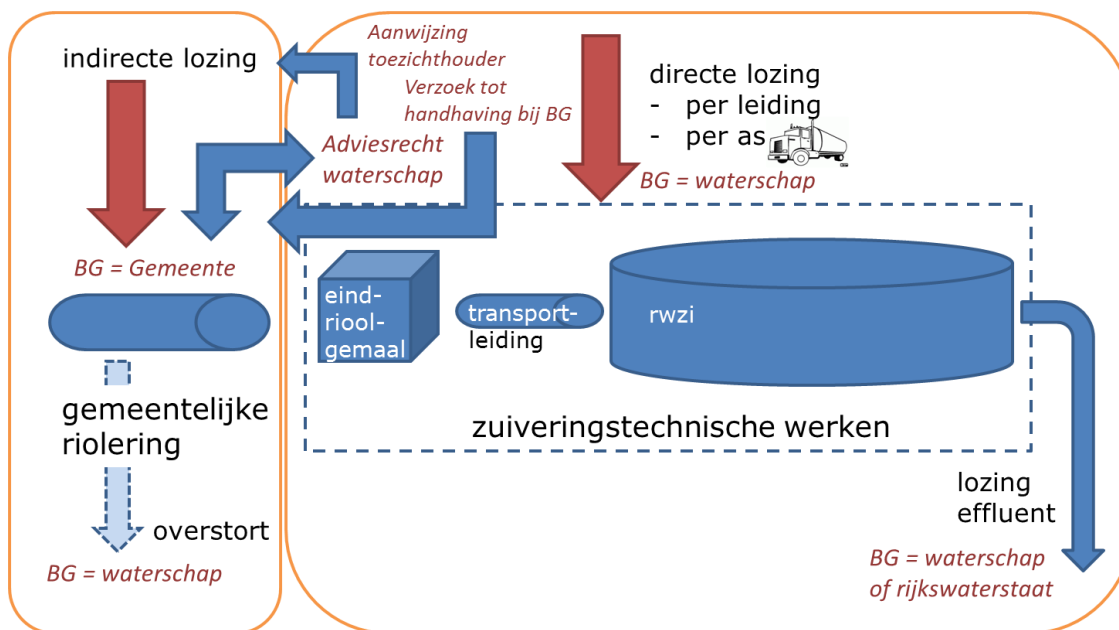 indirecte lozing
BG = Gemeente
gemeentelijke
riolering
overstort
BG = waterschap
Aanwijzing
toezichthouder
Verzoek tot
handhaving bij BG
Adviesrecht
waterschap
directe lozing
- per leiding
- per as
BG = waterschap
eind-
riool-
gemaal
transport-
leiding
rwzi
zuiveringstechnische werken
lozing
effluent
BG = waterschap
of rijkswaterstaat